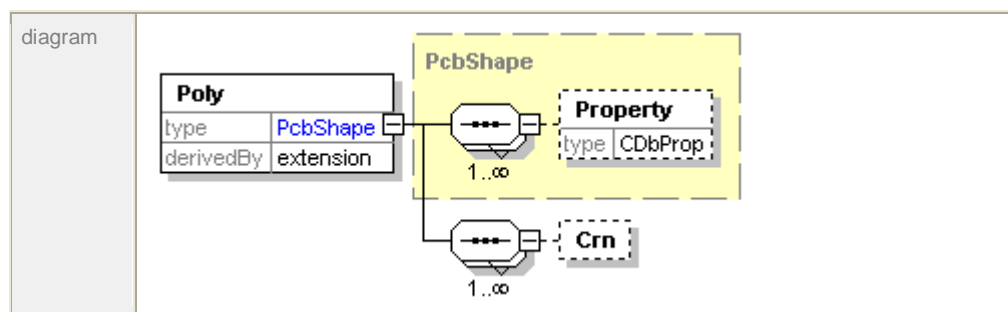 diagram
PcbShape
Poly
type PcbShape
derivedBy extension
Property
type CDbProp
1..∞
Crn
1..∞